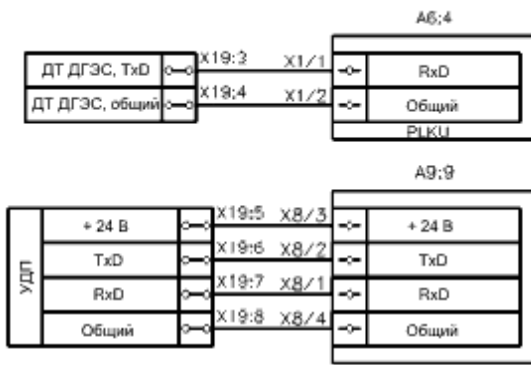 A6:4
ДТ ДГЭС, TxD X19:3 X1/1 RxD
ДТ ДГЭС, общий X19:4 X1/2 Общий
PLKU
A9:9
УДП
+ 24 В X19:5 X8/3 + 24 В
TxD X19:6 X8/2 TxD
RxD X19:7 X8/1 RxD
Общий X19:8 X8/4 Общий